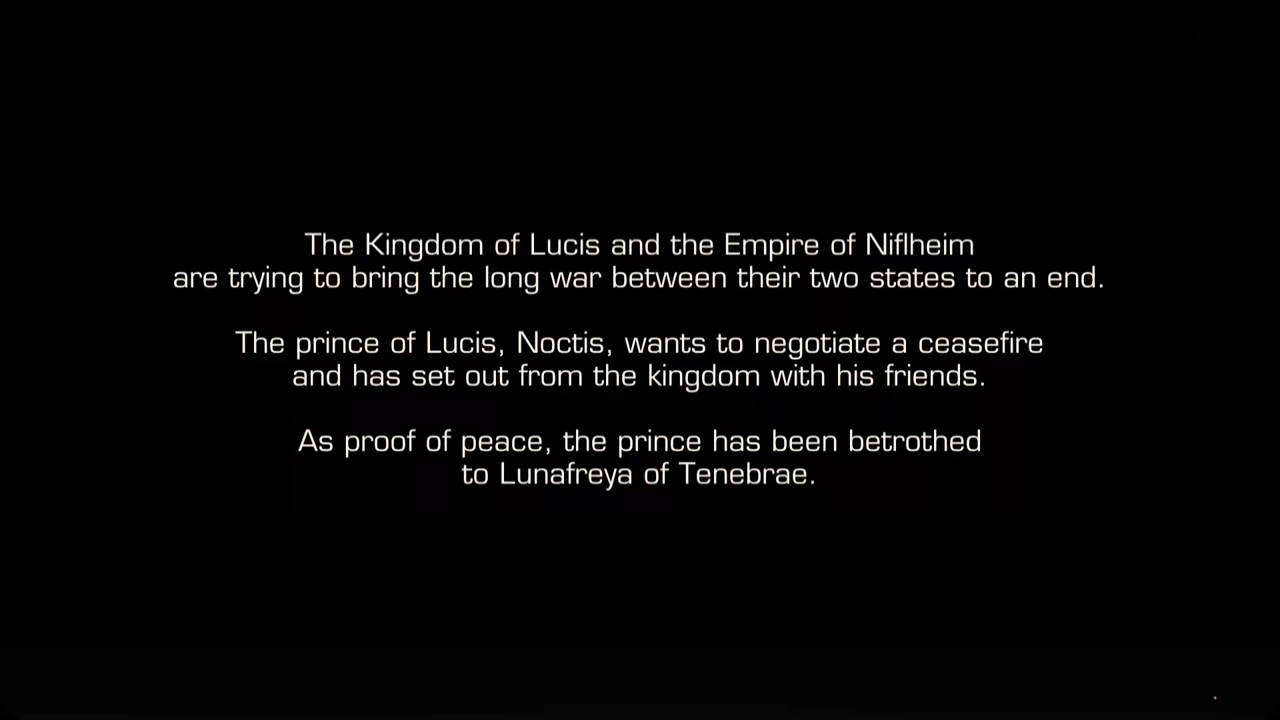 The Kingdom of Lucis and the Empire of Niflheim
are trying to bring the long war between their two states to an end.
The prince of Lucis, Noctis, wants to negotiate a ceasefire
and has set out from the kingdom with his friends.
As proof of peace, the prince has been betrothed
to Lunafreya of Tenebrae.